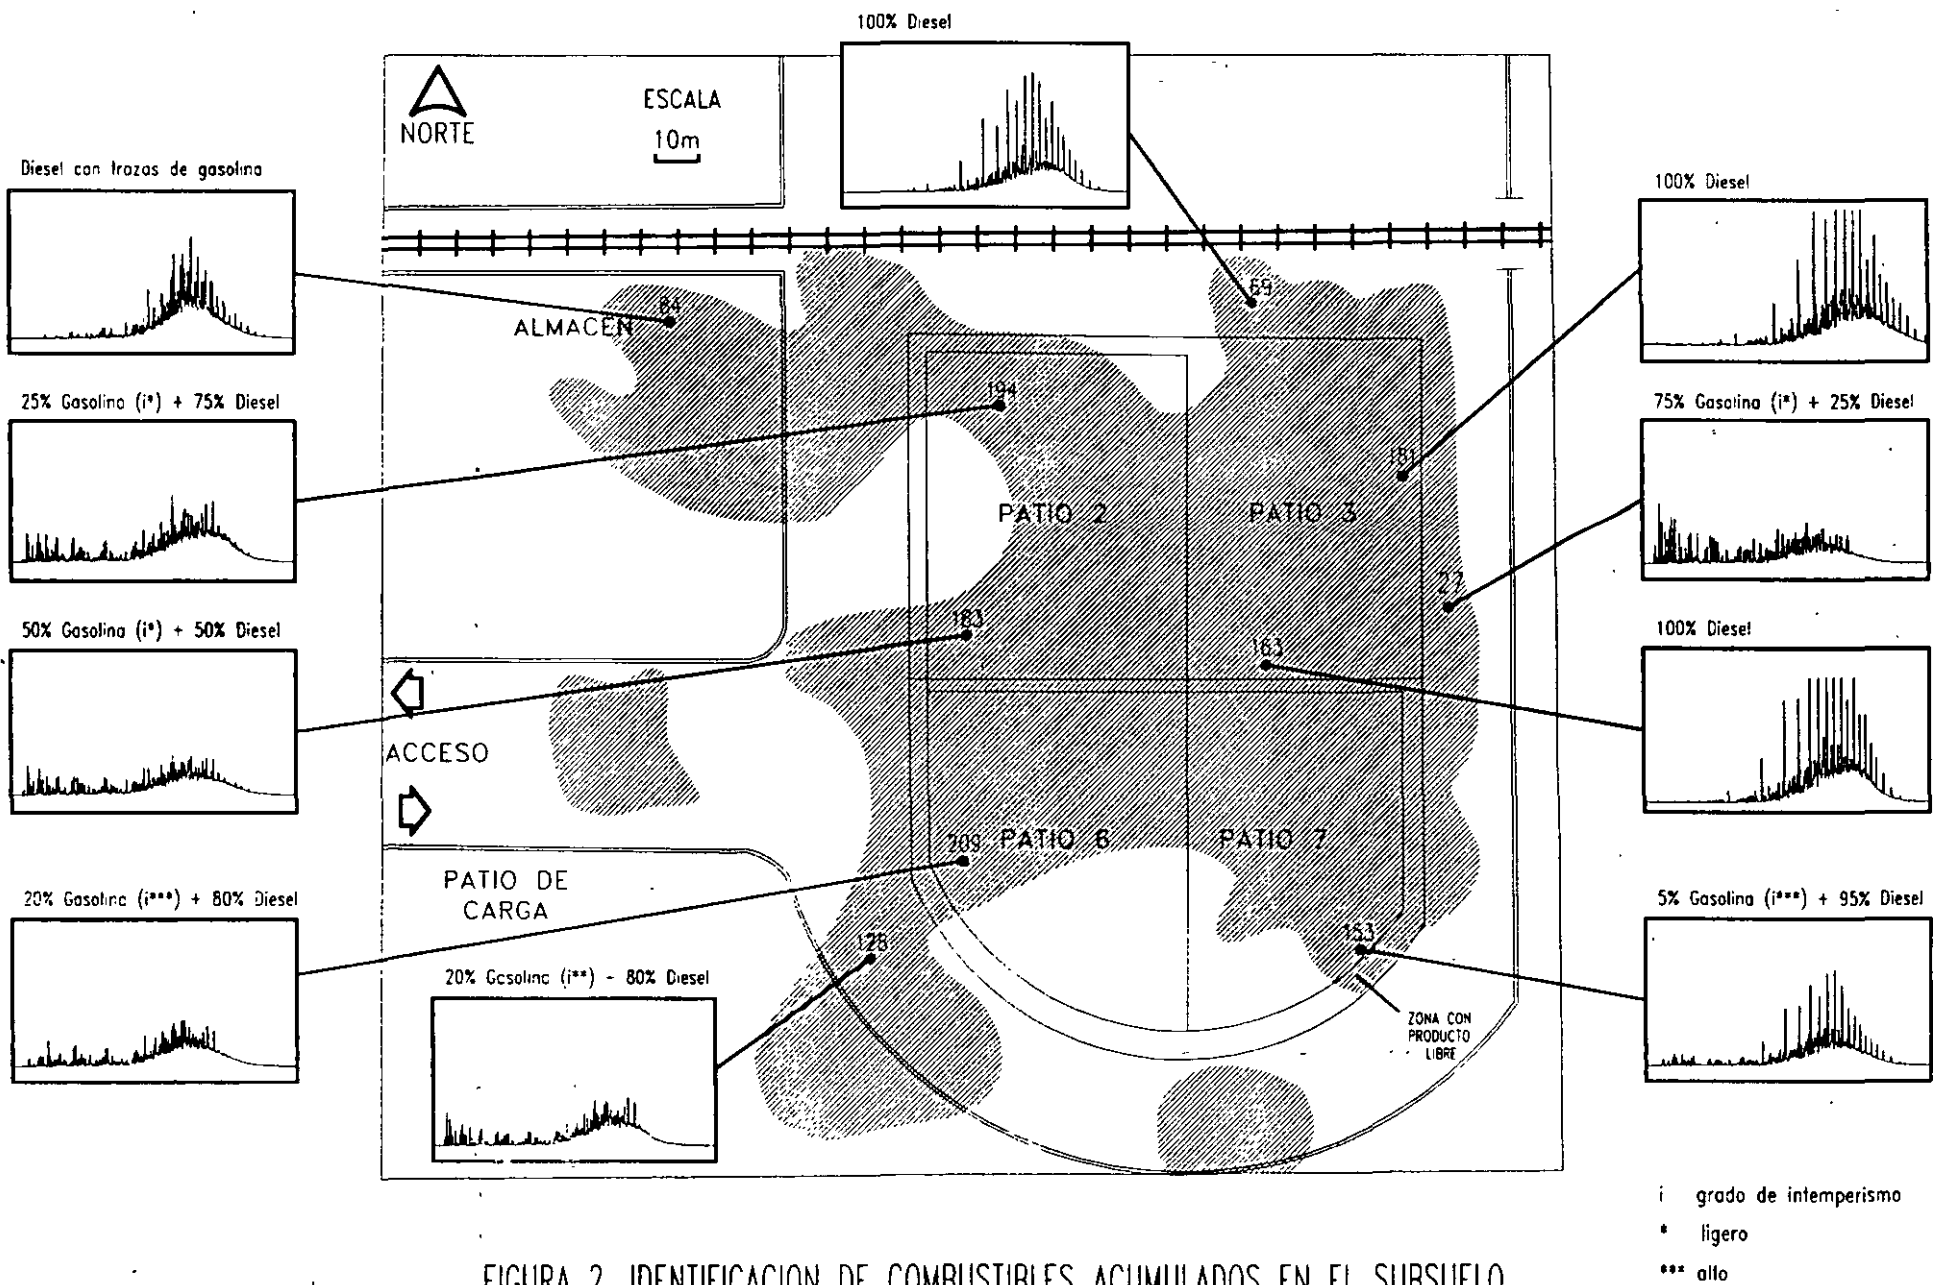 100% Diesel
NORTE
ESCALA
10m
Diesel con trazas de gasolina
100% Diesel
84
ALMACEN
69
25% Gasolina (i*) + 75% Diesel
194
75% Gasolina (i*) + 25% Diesel
181
PATIO 2
PATIO 3
27
50% Gasolina (i*) + 50% Diesel
183
163
100% Diesel
ACCESO
209
PATIO 6
PATIO 7
PATIO DE
CARGA
20% Gasolina (i***) + 80% Diesel
5% Gasolina (i***) + 95% Diesel
128
153
20% Gasolina (i**) - 80% Diesel
ZONA CON
PRODUCTO
LIBRE
i grado de intemperismo
* ligero
*** alto
FIGURA 2. IDENTIFICACION DE COMBUSTIBLES ACUMULADOS EN EL SUBSUELO